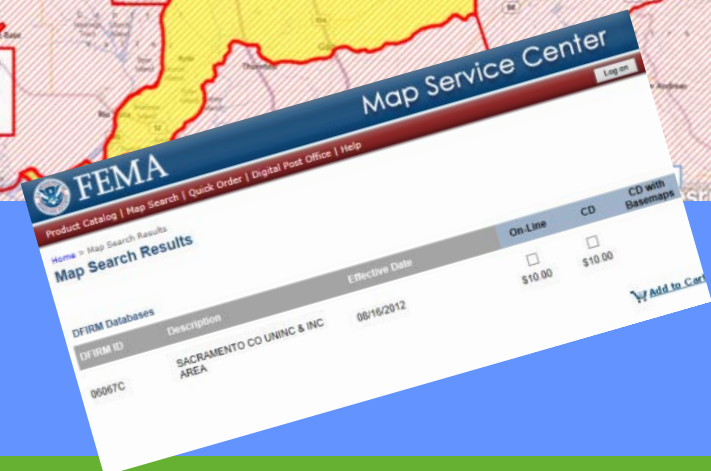 Map Service Center
Log on
FEMA
Product Catalog | Map Search | Quick Order | Digital Post Office | Help
Home > Map Search Results
Map Search Results
DFIRM Databases
DFIRM ID Description Effective Date On-Line CD CD with Basemaps
06067C SACRAMENTO CO UNINC & INC AREA 08/16/2012 $10.00 $10.00
Add to Cart